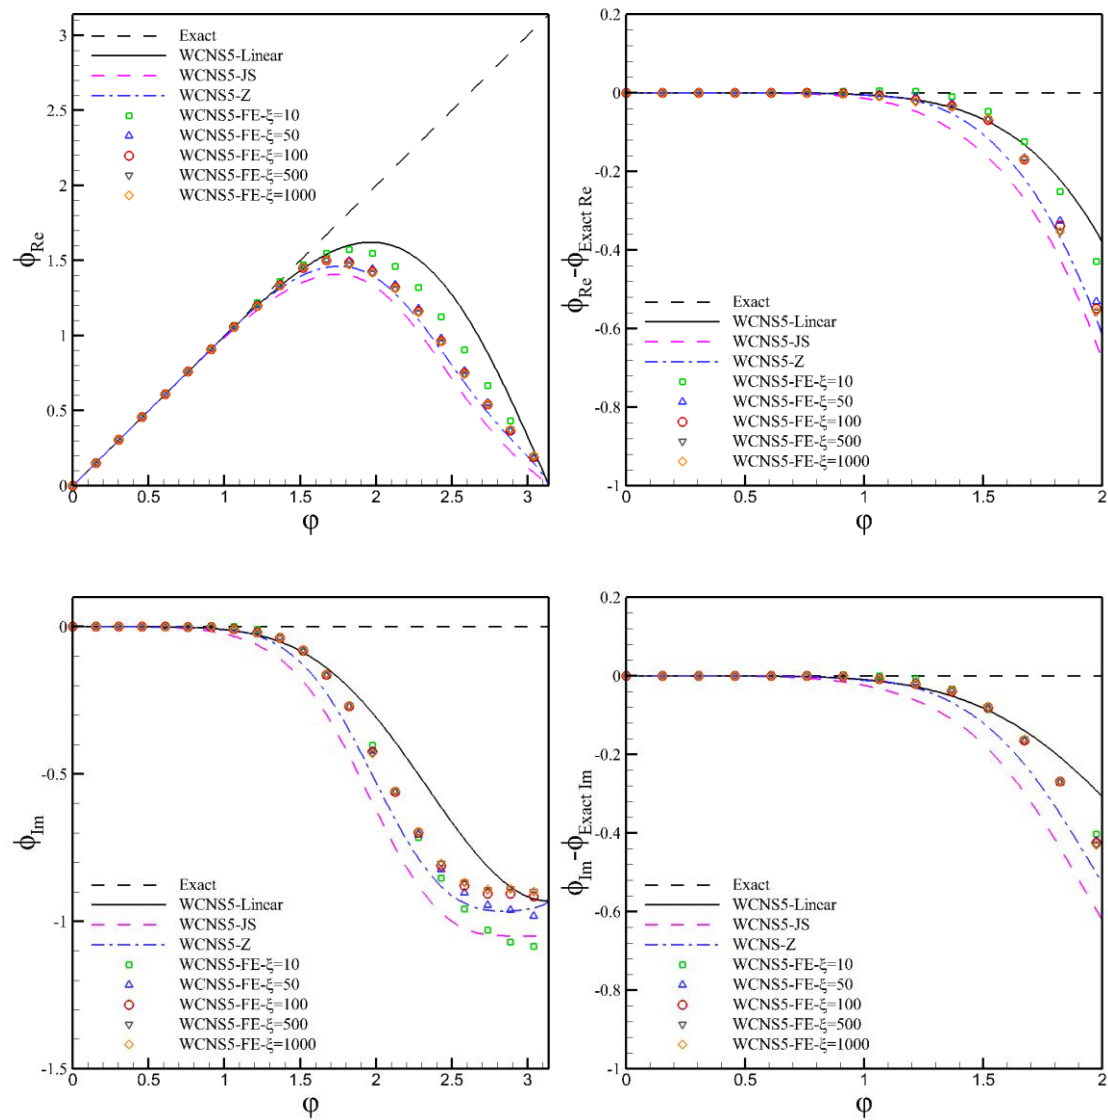 3
2.5
2
1.5
1
0.5
0
ϕRe
Exact
WCNS5-Linear
WCNS5-JS
WCNS5-Z
WCNS5-FE-ξ=10
WCNS5-FE-ξ=50
WCNS5-FE-ξ=100
WCNS5-FE-ξ=500
WCNS5-FE-ξ=1000
0 0.5 1 1.5 2 2.5 3
φ
0.2
0
-0.2
-0.4
-0.6
-0.8
-1
ϕRe-ϕExact Re
Exact
WCNS5-Linear
WCNS5-JS
WCNS5-Z
WCNS5-FE-ξ=10
WCNS5-FE-ξ=50
WCNS5-FE-ξ=100
WCNS5-FE-ξ=500
WCNS5-FE-ξ=1000
0 0.5 1 1.5 2
φ
0
-0.5
-1
-1.5
ϕIm
Exact
WCNS5-Linear
WCNS5-JS
WCNS5-Z
WCNS5-FE-ξ=10
WCNS5-FE-ξ=50
WCNS5-FE-ξ=100
WCNS5-FE-ξ=500
WCNS5-FE-ξ=1000
0 0.5 1 1.5 2 2.5 3
φ
0.2
0
-0.2
-0.4
-0.6
-0.8
-1
ϕIm-ϕExact Im
Exact
WCNS5-Linear
WCNS5-JS
WCNS-Z
WCNS5-FE-ξ=10
WCNS5-FE-ξ=50
WCNS5-FE-ξ=100
WCNS5-FE-ξ=500
WCNS5-FE-ξ=1000
0 0.5 1 1.5 2
φ